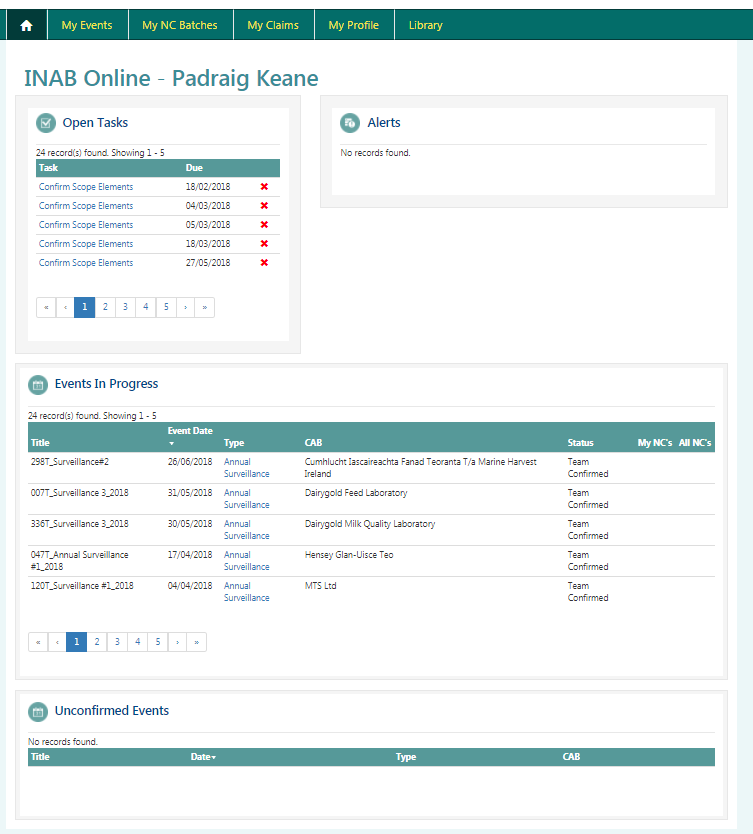 My Events My NC Batches My Claims My Profile Library
INAB Online - Padraig Keane
Open Tasks
24 record(s) found. Showing 1 - 5
Task Due
Confirm Scope Elements 18/02/2018
Confirm Scope Elements 04/03/2018
Confirm Scope Elements 05/03/2018
Confirm Scope Elements 18/03/2018
Confirm Scope Elements 27/05/2018
« ‹ 1 2 3 4 5 › »
Alerts
No records found.
Events In Progress
24 record(s) found. Showing 1 - 5
Event Date
Title Type CAB Status My NC's All NC's
298T_Surveillance#2 26/06/2018 Annual Cumhlucht Iascaireachta Fanad Teoranta T/a Marine Harvest Team
Surveillance Ireland Confirmed
007T_Surveillance 3_2018 31/05/2018 Annual Dairygold Feed Laboratory Team
Surveillance Confirmed
336T_Surveillance 3_2018 30/05/2018 Annual Dairygold Milk Quality Laboratory Team
Surveillance Confirmed
047T_Annual Surveillance 17/04/2018 Annual Hensey Glan-Uisce Teo Team
#1_2018 Surveillance Confirmed
120T_Surveillance #1_2018 04/04/2018 Annual MTS Ltd Team
Surveillance Confirmed
« ‹ 1 2 3 4 5 › »
Unconfirmed Events
No records found.
Title Date Type CAB